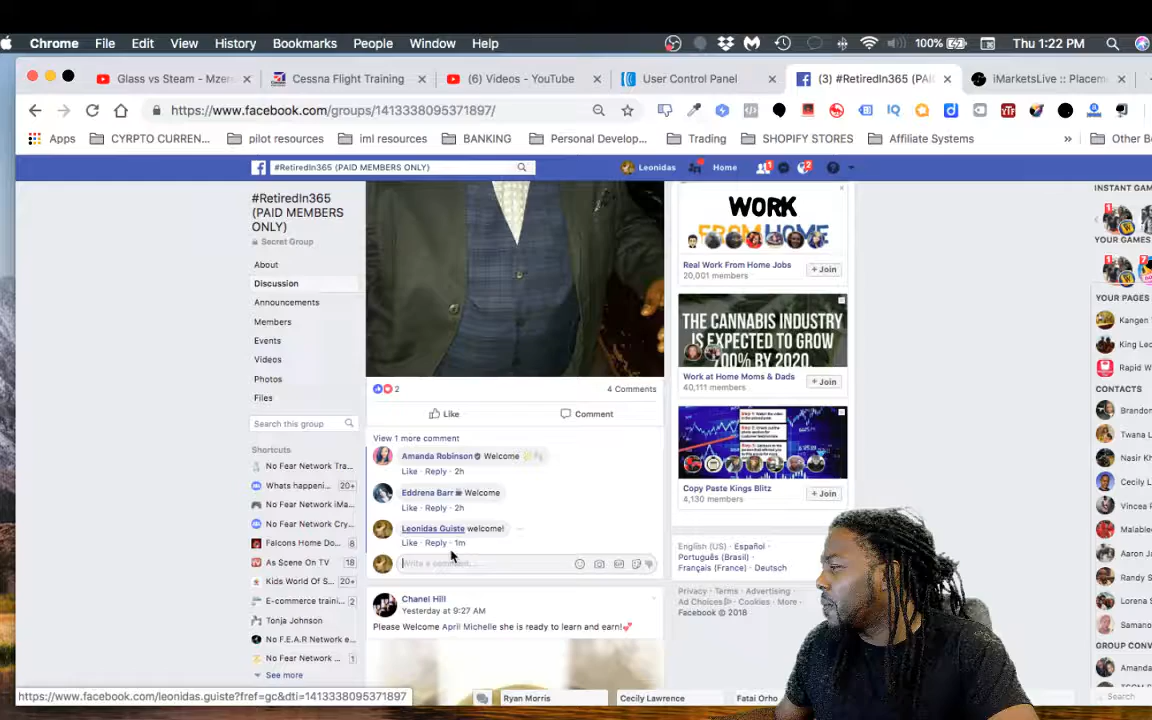 Chrome File Edit View History Bookmarks People Window Help 100% Thu 1:22 PM
Glass vs Steam - Mzer Cessna Flight Training (6) Videos - YouTube User Control Panel (3) #RetiredIn365 (PAI iMarketsLive :: Placem
https://www.facebook.com/groups/1413338095371897/
Apps CYRPTO CURREN... pilot resources iml resources BANKING Personal Develop... Trading SHOPIFY STORES Affiliate Systems » Other B
#RetiredIn365 (PAID MEMBERS ONLY) Leonidas Home
#RetiredIn365
(PAID MEMBERS
ONLY)
Secret Group
About
Discussion
Announcements
Members
Events
Videos
Photos
Files
Search this group
Shortcuts
No Fear Network Tra...
Whats happeni... 20+
No Fear Network iMa...
No Fear Network Cry...
Falcons Home Do... 8
As Seen On TV 18
Kids World Of S... 20+
E-commerce traini... 2
Tonja Johnson
No F.E.A.R Network e...
No Fear Network ... 1
See more
2 4 Comments
Like Comment
View 1 more comment
Amanda Robinson Welcome
Like · Reply · 2h
Eddrena Barr Welcome
Like · Reply · 2h
Leonidas Guiste welcome!
Like · Reply · 1m
Write a comment...
Chanel Hill
Yesterday at 9:27 AM
Please Welcome April Michelle she is ready to learn and earn!
WORK
FROM HOME
Real Work From Home Jobs
20,001 members
+ Join
THE CANNABIS INDUSTRY
IS EXPECTED TO GROW
700% BY 2020
Work at Home Moms & Dads
40,111 members
+ Join
Copy Paste Kings Blitz
4,130 members
+ Join
English (US) · Español ·
Português (Brasil) ·
Français (France) · Deutsch
Privacy · Terms · Advertising ·
Ad Choices · Cookies · More ·
Facebook © 2018
INSTANT GAM
YOUR GAMES
YOUR PAGES
Kangen
King Leo
Rapid W
CONTACTS
Brandon
Twana L
Nasir Kh
Cecily L
Vincea
Malable
Aaron J
Randy S
Lorena S
Samano
GROUP CONV
Amanda
Search
https://www.facebook.com/leonidas.guiste?fref=gc&dti=1413338095371897
Ryan Morris Cecily Lawrence Fatai Orho